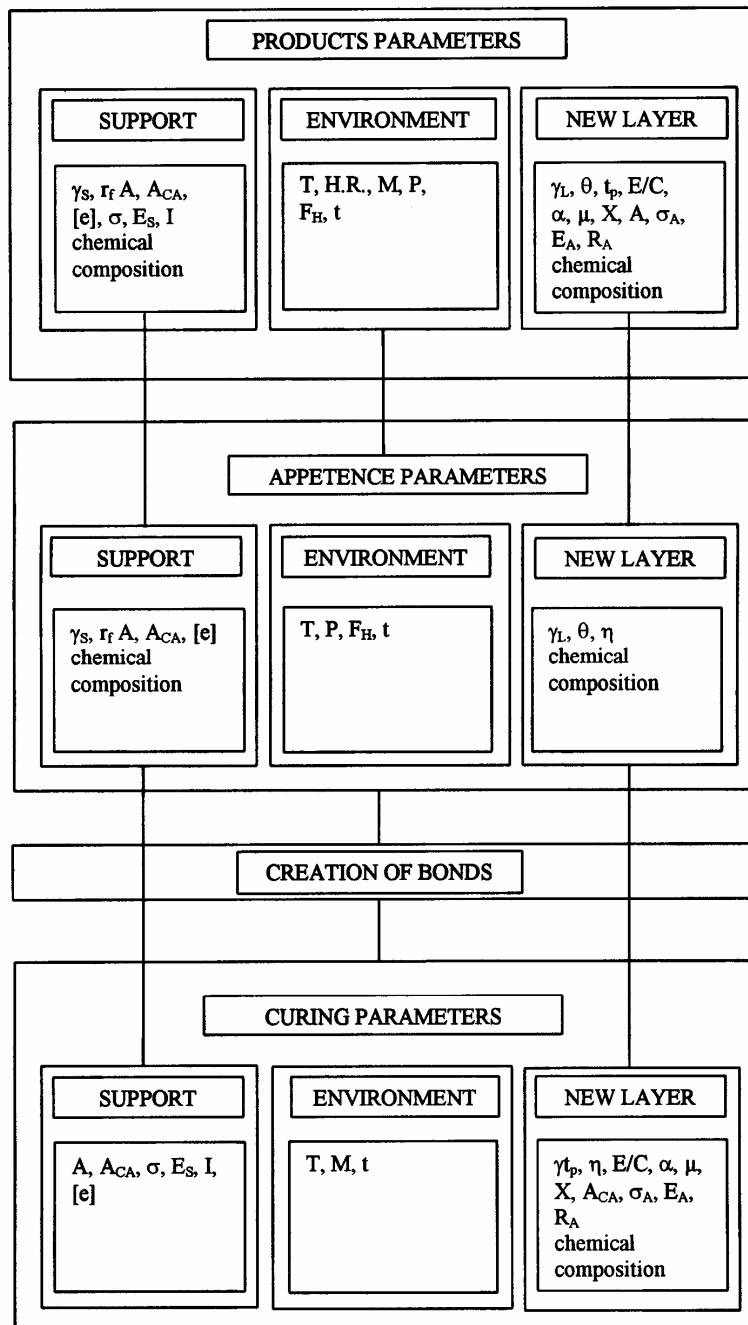 PRODUCTS PARAMETERS
SUPPORT
γS, rf A, ACA,
[e], σ, ES, I
chemical
composition
ENVIRONMENT
T, H.R., M, P,
FH, t
NEW LAYER
γL, θ, tp, E/C,
α, μ, X, A, σA,
EA, RA
chemical
composition
APPETENCE PARAMETERS
SUPPORT
γS, rf A, ACA, [e]
chemical
composition
ENVIRONMENT
T, P, FH, t
NEW LAYER
γL, θ, η
chemical
composition
CREATION OF BONDS
CURING PARAMETERS
SUPPORT
A, ACA, σ, ES, I,
[e]
ENVIRONMENT
T, M, t
NEW LAYER
γtp, η, E/C, α, μ,
X, ACA, σA, EA,
RA
chemical
composition